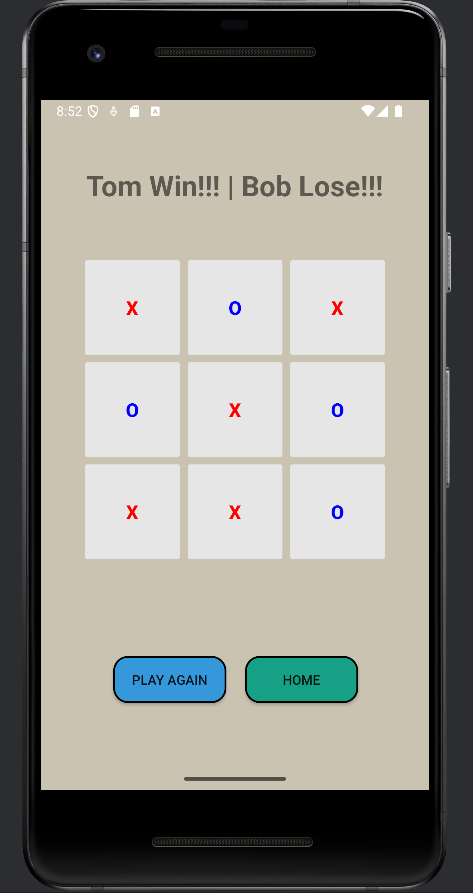 8:52
Tom Win!!! | Bob Lose!!!
X O X
O X O
X X O
PLAY AGAIN HOME